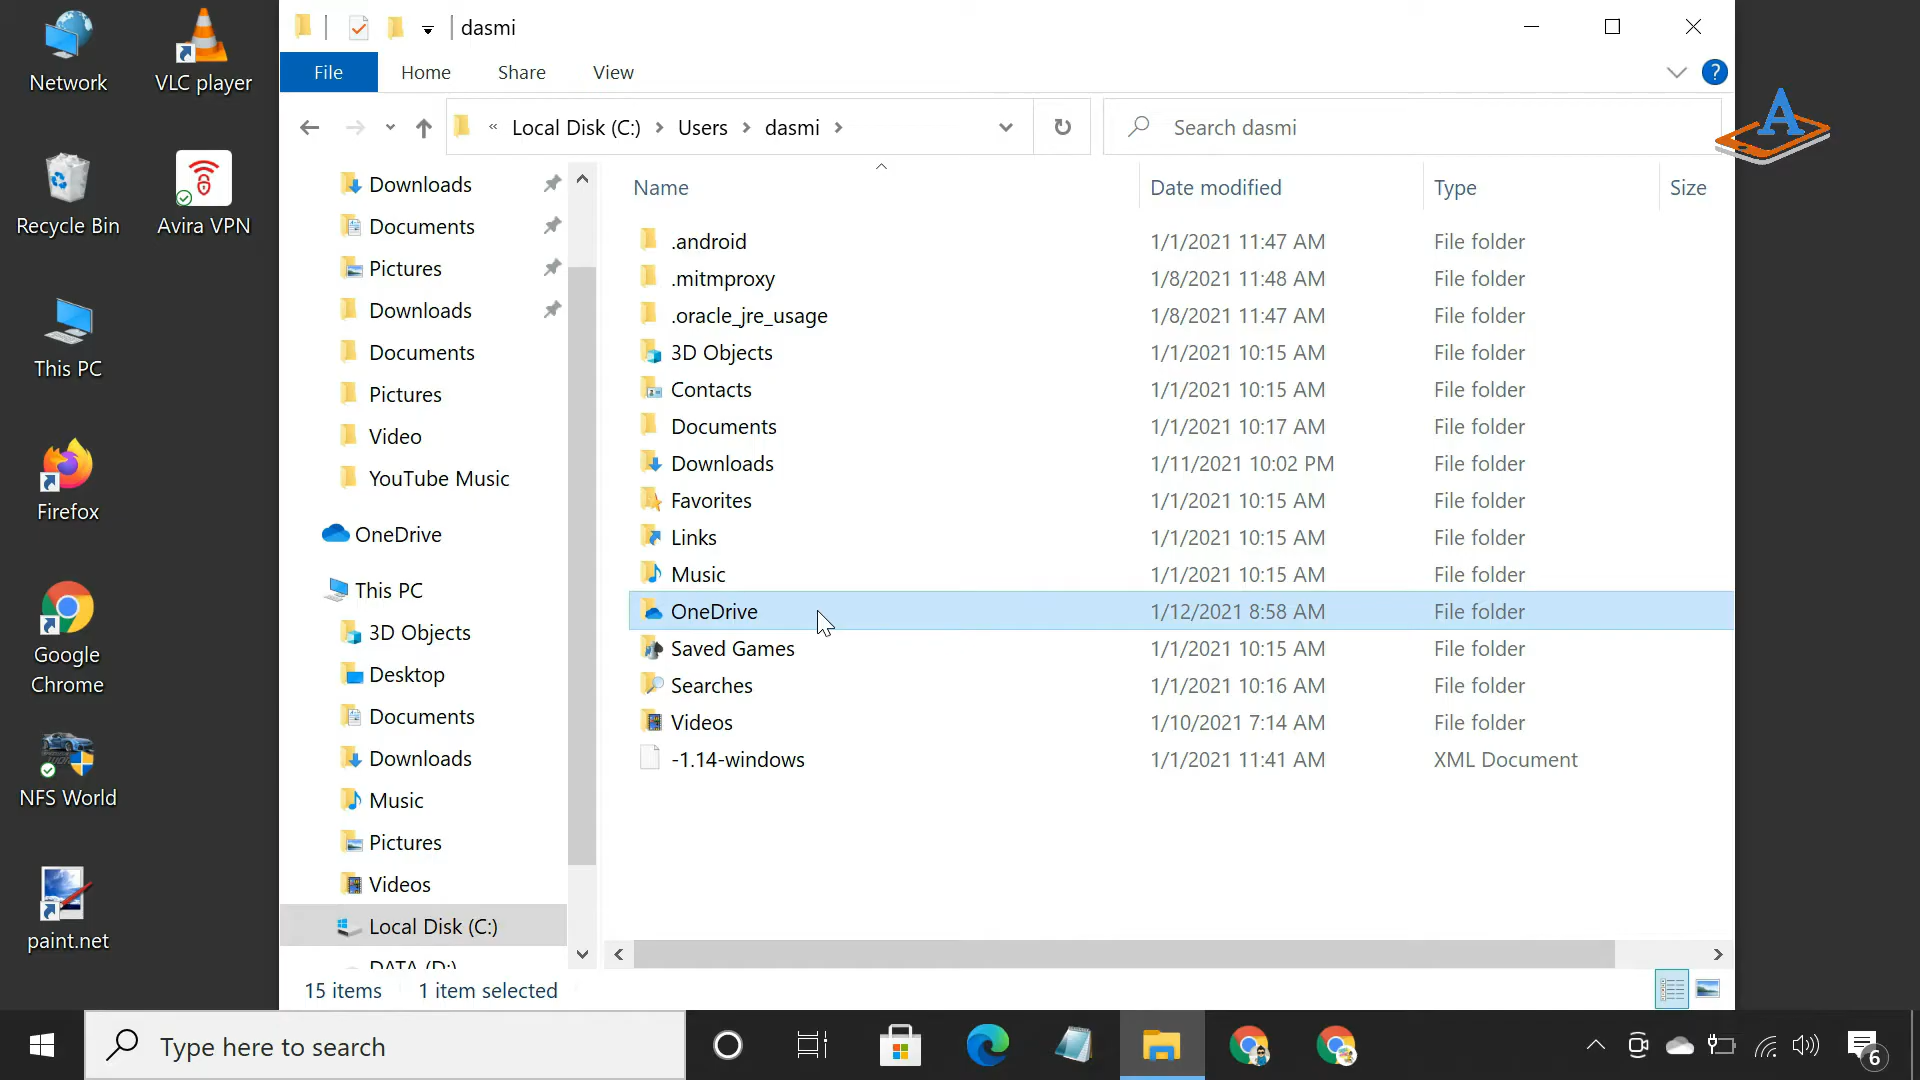 dasmi
File Home Share View
?
« Local Disk (C:) > Users > dasmi >
Search dasmi
A
Network
VLC player
Recycle Bin
Avira VPN
This PC
Firefox
Google
Chrome
NFS World
paint.net
Downloads
Documents
Pictures
Downloads
Documents
Pictures
Video
YouTube Music
OneDrive
This PC
3D Objects
Desktop
Documents
Downloads
Music
Pictures
Videos
Local Disk (C:)
DATA (D:)
Name Date modified Type Size
.android 1/1/2021 11:47 AM File folder
.mitmproxy 1/8/2021 11:48 AM File folder
.oracle_jre_usage 1/8/2021 11:47 AM File folder
3D Objects 1/1/2021 10:15 AM File folder
Contacts 1/1/2021 10:15 AM File folder
Documents 1/1/2021 10:17 AM File folder
Downloads 1/11/2021 10:02 PM File folder
Favorites 1/1/2021 10:15 AM File folder
Links 1/1/2021 10:15 AM File folder
Music 1/1/2021 10:15 AM File folder
OneDrive 1/12/2021 8:58 AM File folder
Saved Games 1/1/2021 10:15 AM File folder
Searches 1/1/2021 10:16 AM File folder
Videos 1/10/2021 7:14 AM File folder
-1.14-windows 1/1/2021 11:41 AM XML Document
15 items 1 item selected
Type here to search
6